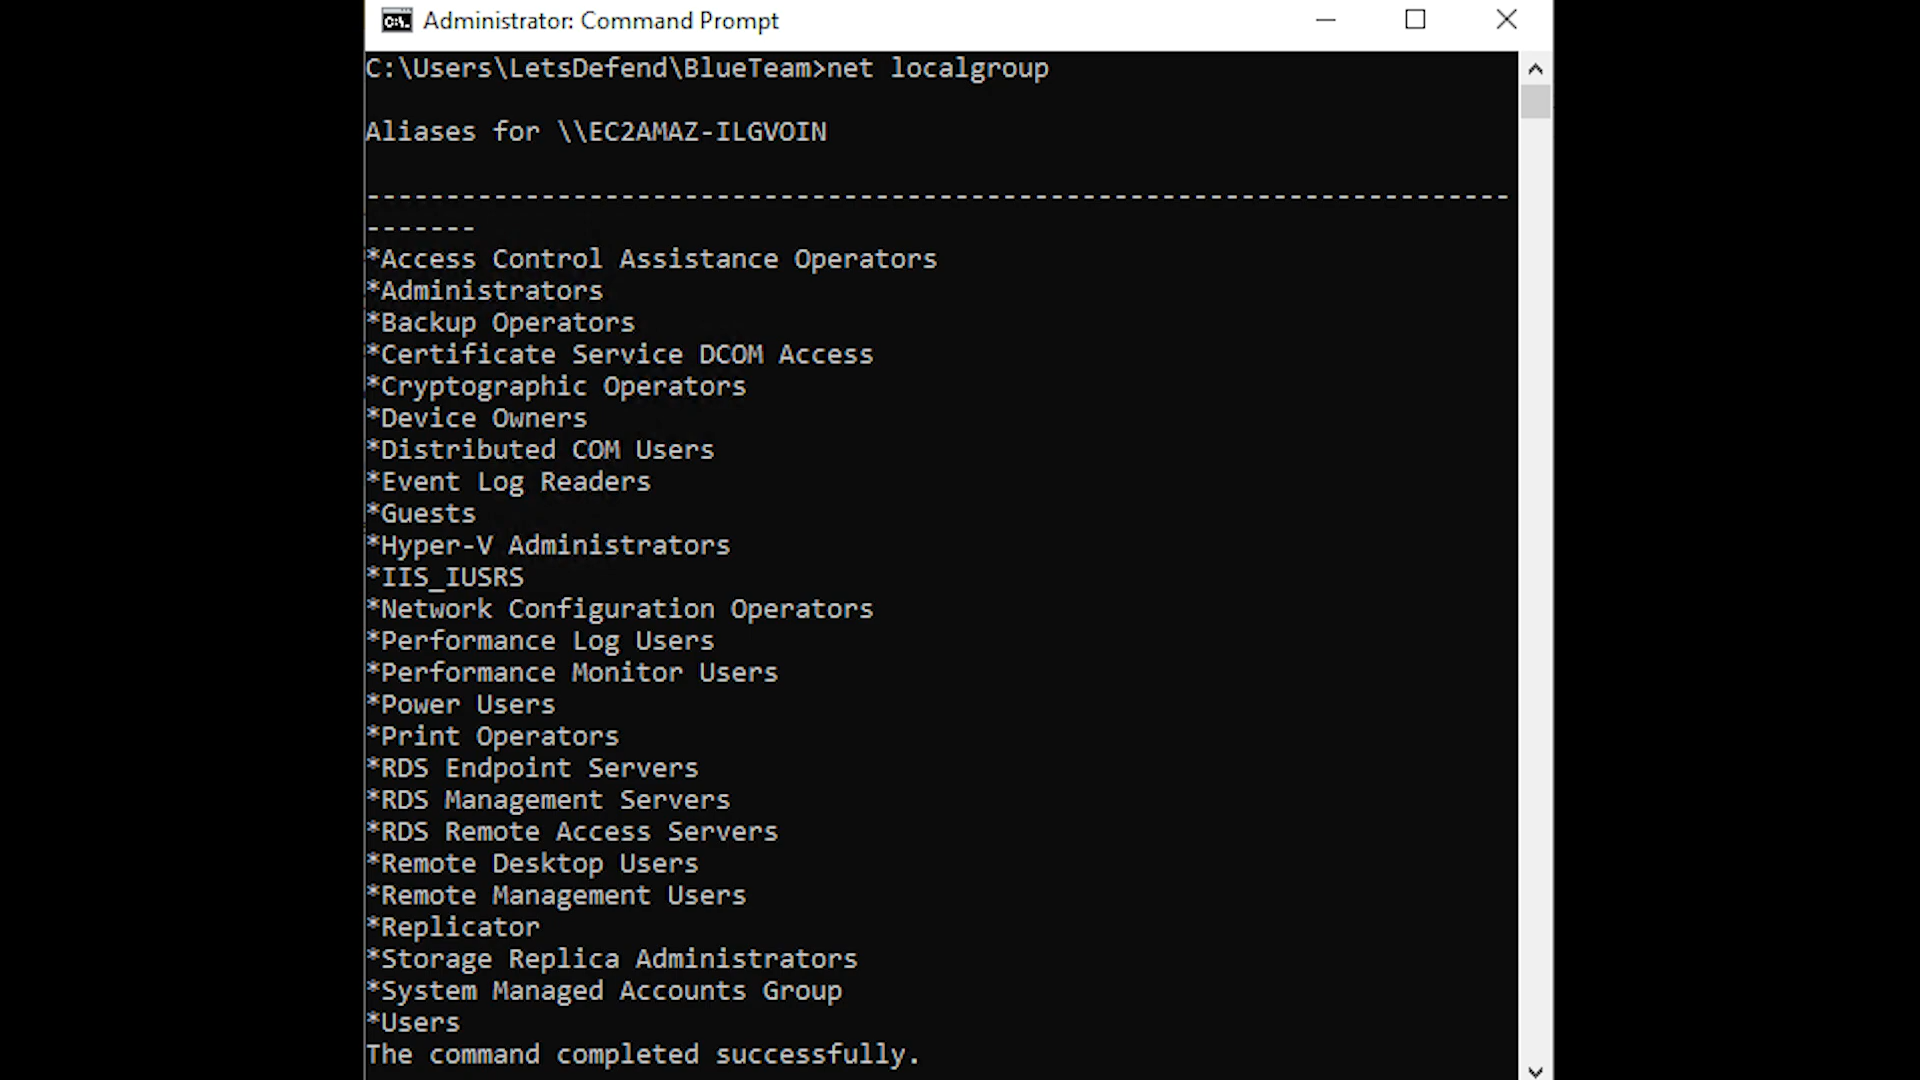 Administrator: Command Prompt
C:\Users\LetsDefend\BlueTeam>net localgroup
Aliases for \\EC2AMAZ-ILGVOIN
------------------------------------------------------------------------
-------
*Access Control Assistance Operators
*Administrators
*Backup Operators
*Certificate Service DCOM Access
*Cryptographic Operators
*Device Owners
*Distributed COM Users
*Event Log Readers
*Guests
*Hyper-V Administrators
*IIS_IUSRS
*Network Configuration Operators
*Performance Log Users
*Performance Monitor Users
*Power Users
*Print Operators
*RDS Endpoint Servers
*RDS Management Servers
*RDS Remote Access Servers
*Remote Desktop Users
*Remote Management Users
*Replicator
*Storage Replica Administrators
*System Managed Accounts Group
*Users
The command completed successfully.